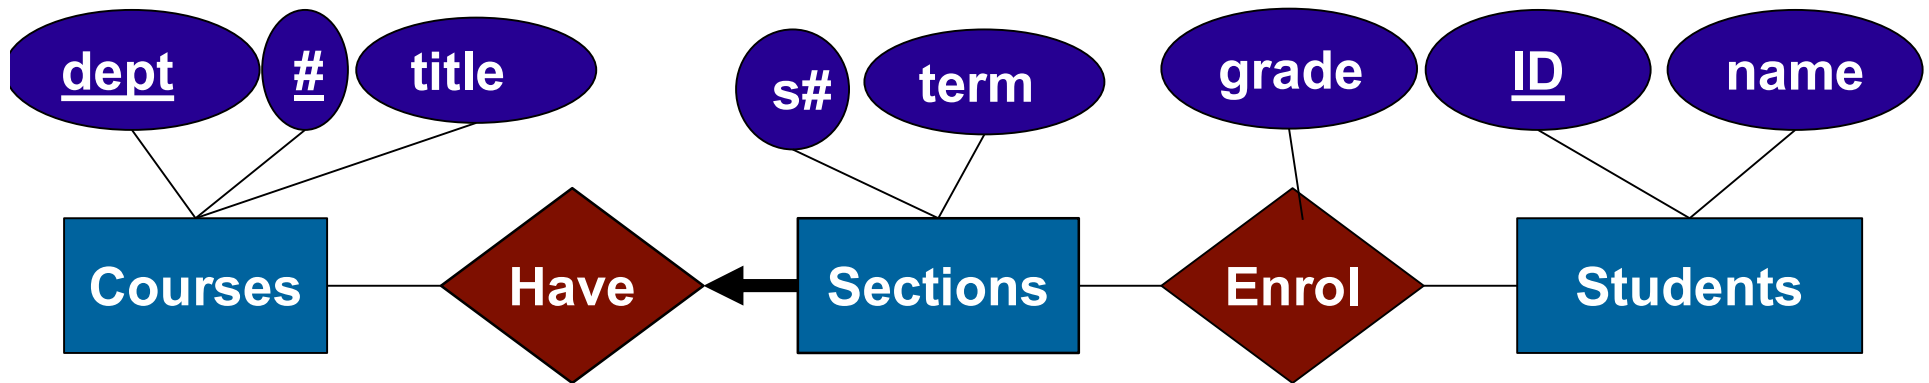 dept
#
title
s#
term
grade
ID
name
Courses
Have
Sections
Enrol
Students